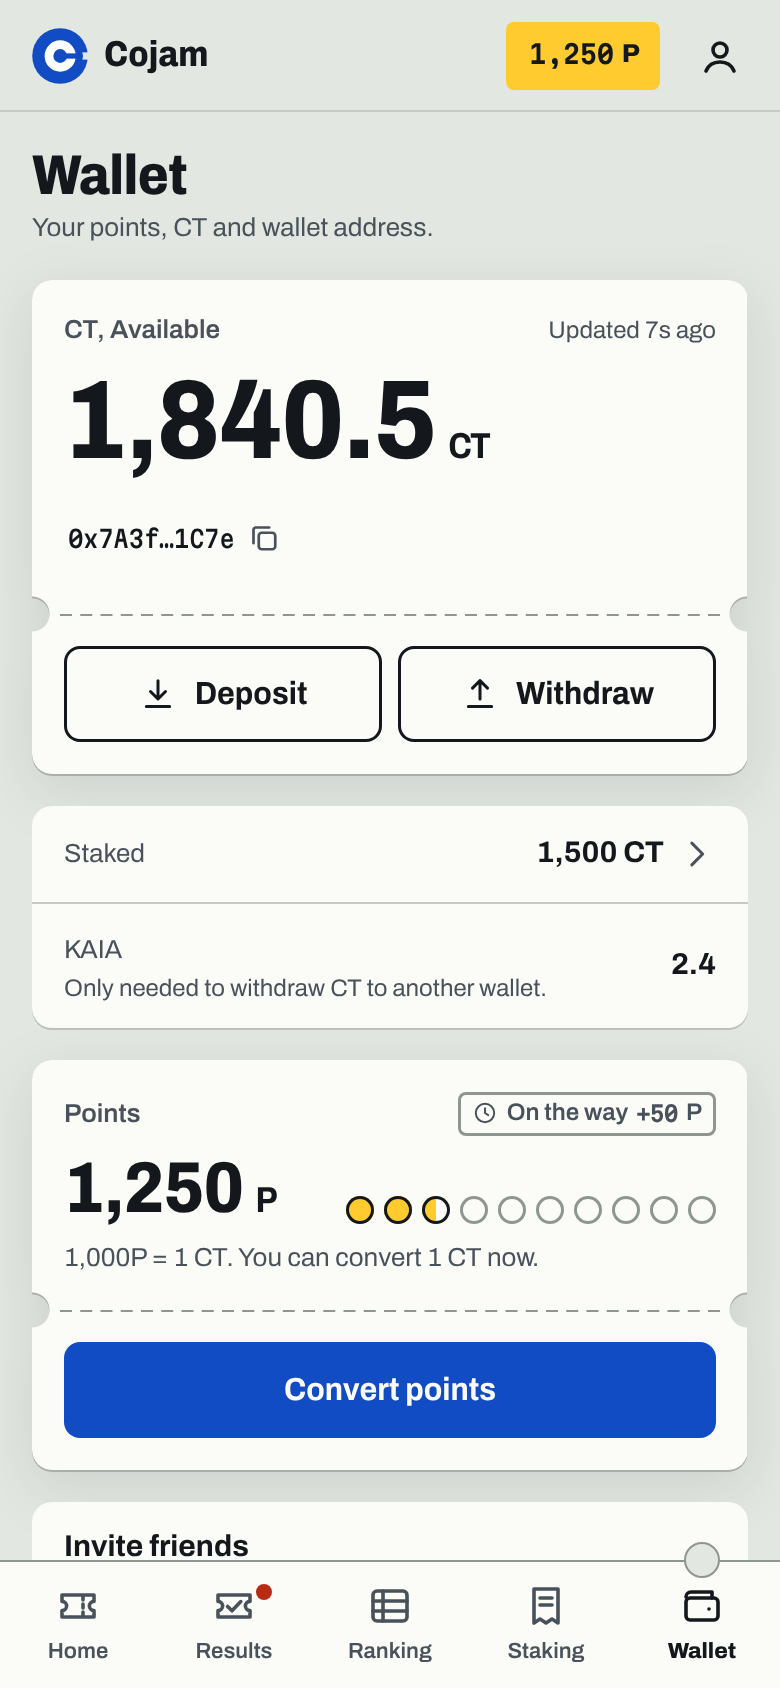 Cojam
1,250 P
Wallet
Your points, CT and wallet address.
CT, Available
Updated 7s ago
1,840.5 CT
0x7A3f…1C7e
Deposit
Withdraw
Staked
1,500 CT
KAIA
2.4
Only needed to withdraw CT to another wallet.
Points
On the way +50 P
1,250 P
1,000P = 1 CT. You can convert 1 CT now.
Convert points
Invite friends
Home
Results
Ranking
Staking
Wallet